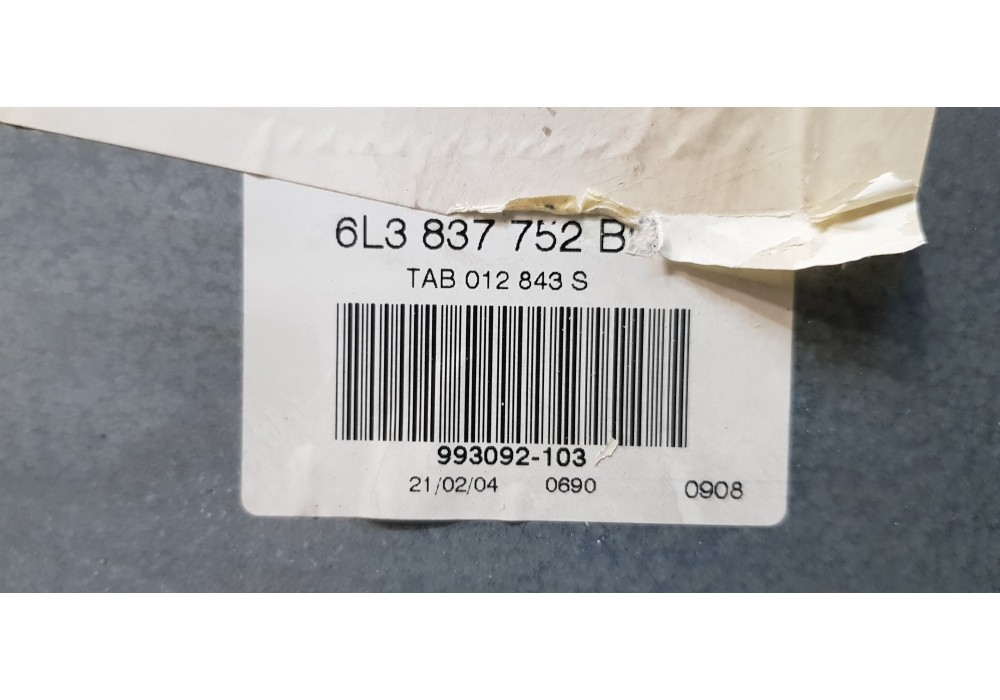 6L3 837 752 B
TAB 012 843 S
993092-103
21/02/04 0690 0908